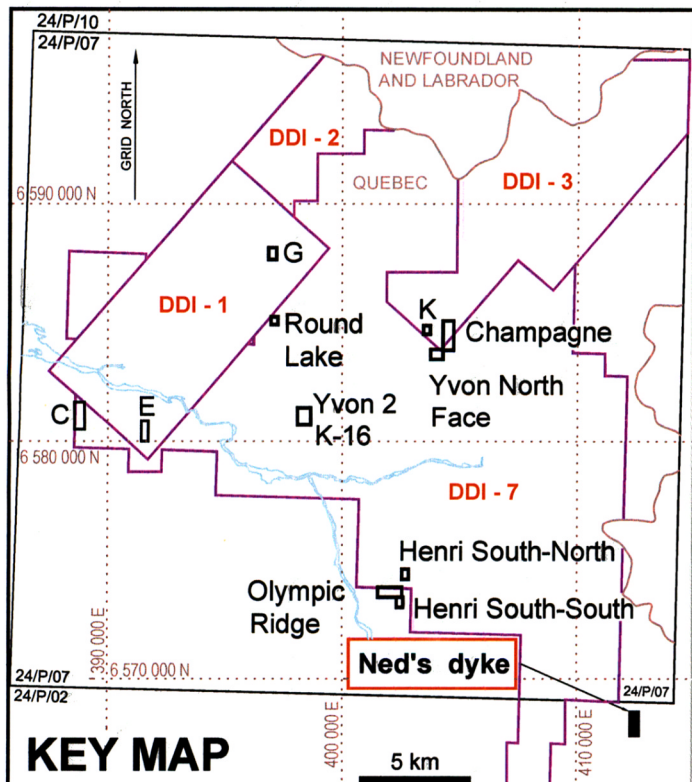 24/P/10
24/P/07
NEWFOUNDLAND
AND LABRADOR
GRID NORTH
DDI - 2
QUEBEC
DDI - 3
6 590 000 N
G
DDI - 1
Round
Lake
K
Champagne
Yvon North
Face
C
E
Yvon 2
K-16
6 580 000 N
DDI - 7
Henri South-North
Olympic
Ridge
Henri South-South
390 000 E
6 570 000 N
Ned's dyke
24/P/07
24/P/02
24/P/07
400 000 E
410 000 E
KEY MAP
5 km